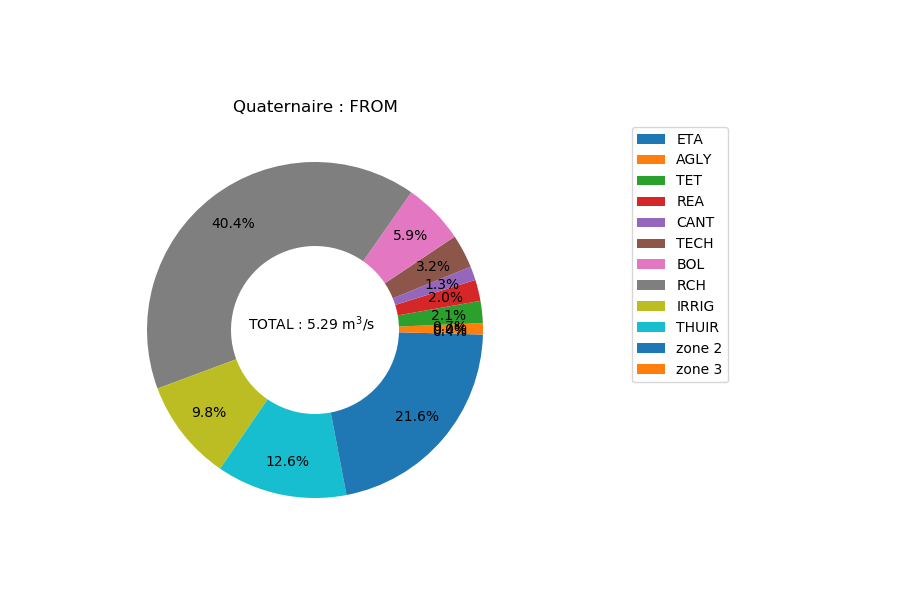 Quaternaire : FROM
40.4%
5.9%
3.2%
1.3%
2.0%
2.1%
TOTAL : 5.29 m³/s
21.6%
9.8%
12.6%
ETA
AGLY
TET
REA
CANT
TECH
BOL
RCH
IRRIG
THUIR
zone 2
zone 3